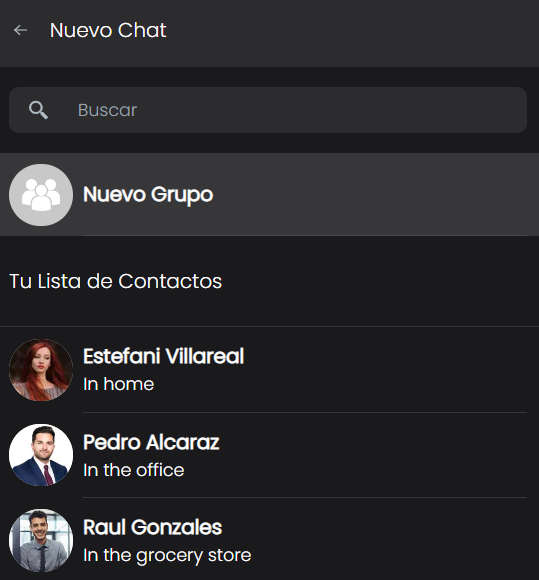 Nuevo Chat
Buscar
Nuevo Grupo
Tu Lista de Contactos
Estefani Villareal
In home
Pedro Alcaraz
In the office
Raul Gonzales
In the grocery store